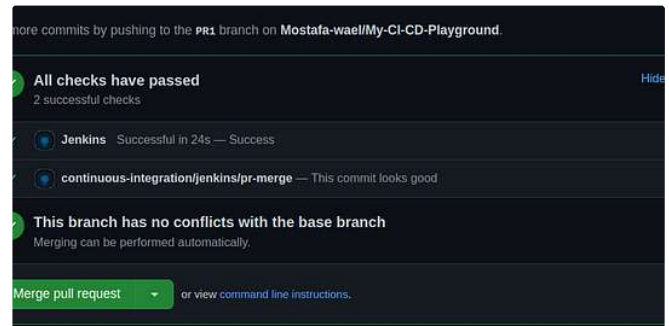 more commits by pushing to the PR1 branch on Mostafa-wael/My-CI-CD-Playground.
All checks have passed
Hide
2 successful checks
Jenkins Successful in 24s — Success
continuous-integration/jenkins/pr-merge — This commit looks good
This branch has no conflicts with the base branch
Merging can be performed automatically.
Merge pull request or view command line instructions.